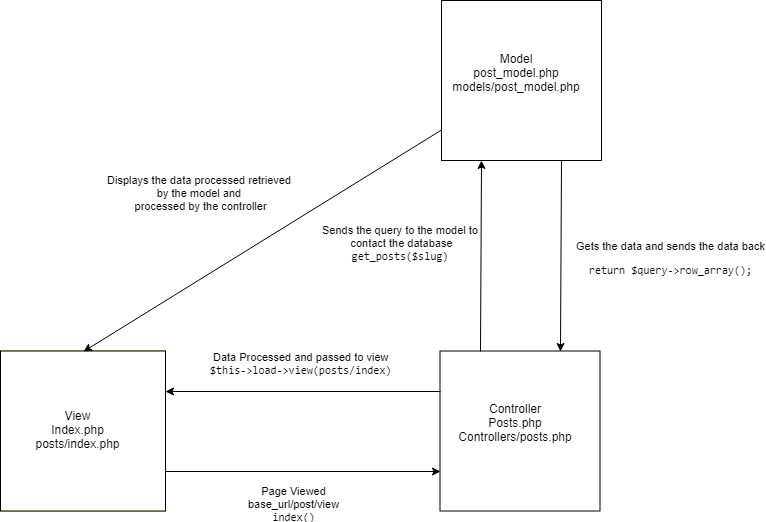 Model
post_model.php
models/post_model.php
Displays the data processed retrieved
by the model and
processed by the controller
Sends the query to the model to
contact the database
get_posts($slug)
Gets the data and sends the data back
return $query->row_array();
Data Processed and passed to view
$this->load->view(posts/index)
View
Index.php
posts/index.php
Controller
Posts.php
Controllers/posts.php
Page Viewed
base_url/post/view
index()